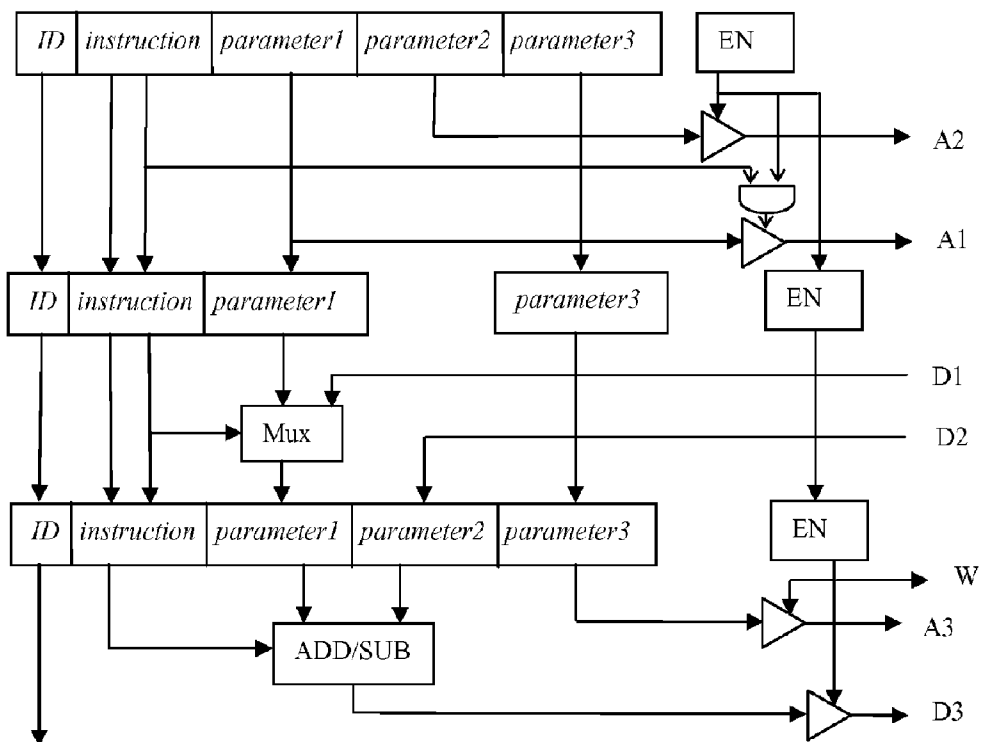 ID instruction parameter1 parameter2 parameter3 EN
A2
A1
ID instruction parameter1 parameter3 EN
D1
Mux
D2
ID instruction parameter1 parameter2 parameter3 EN
W
A3
ADD/SUB
D3